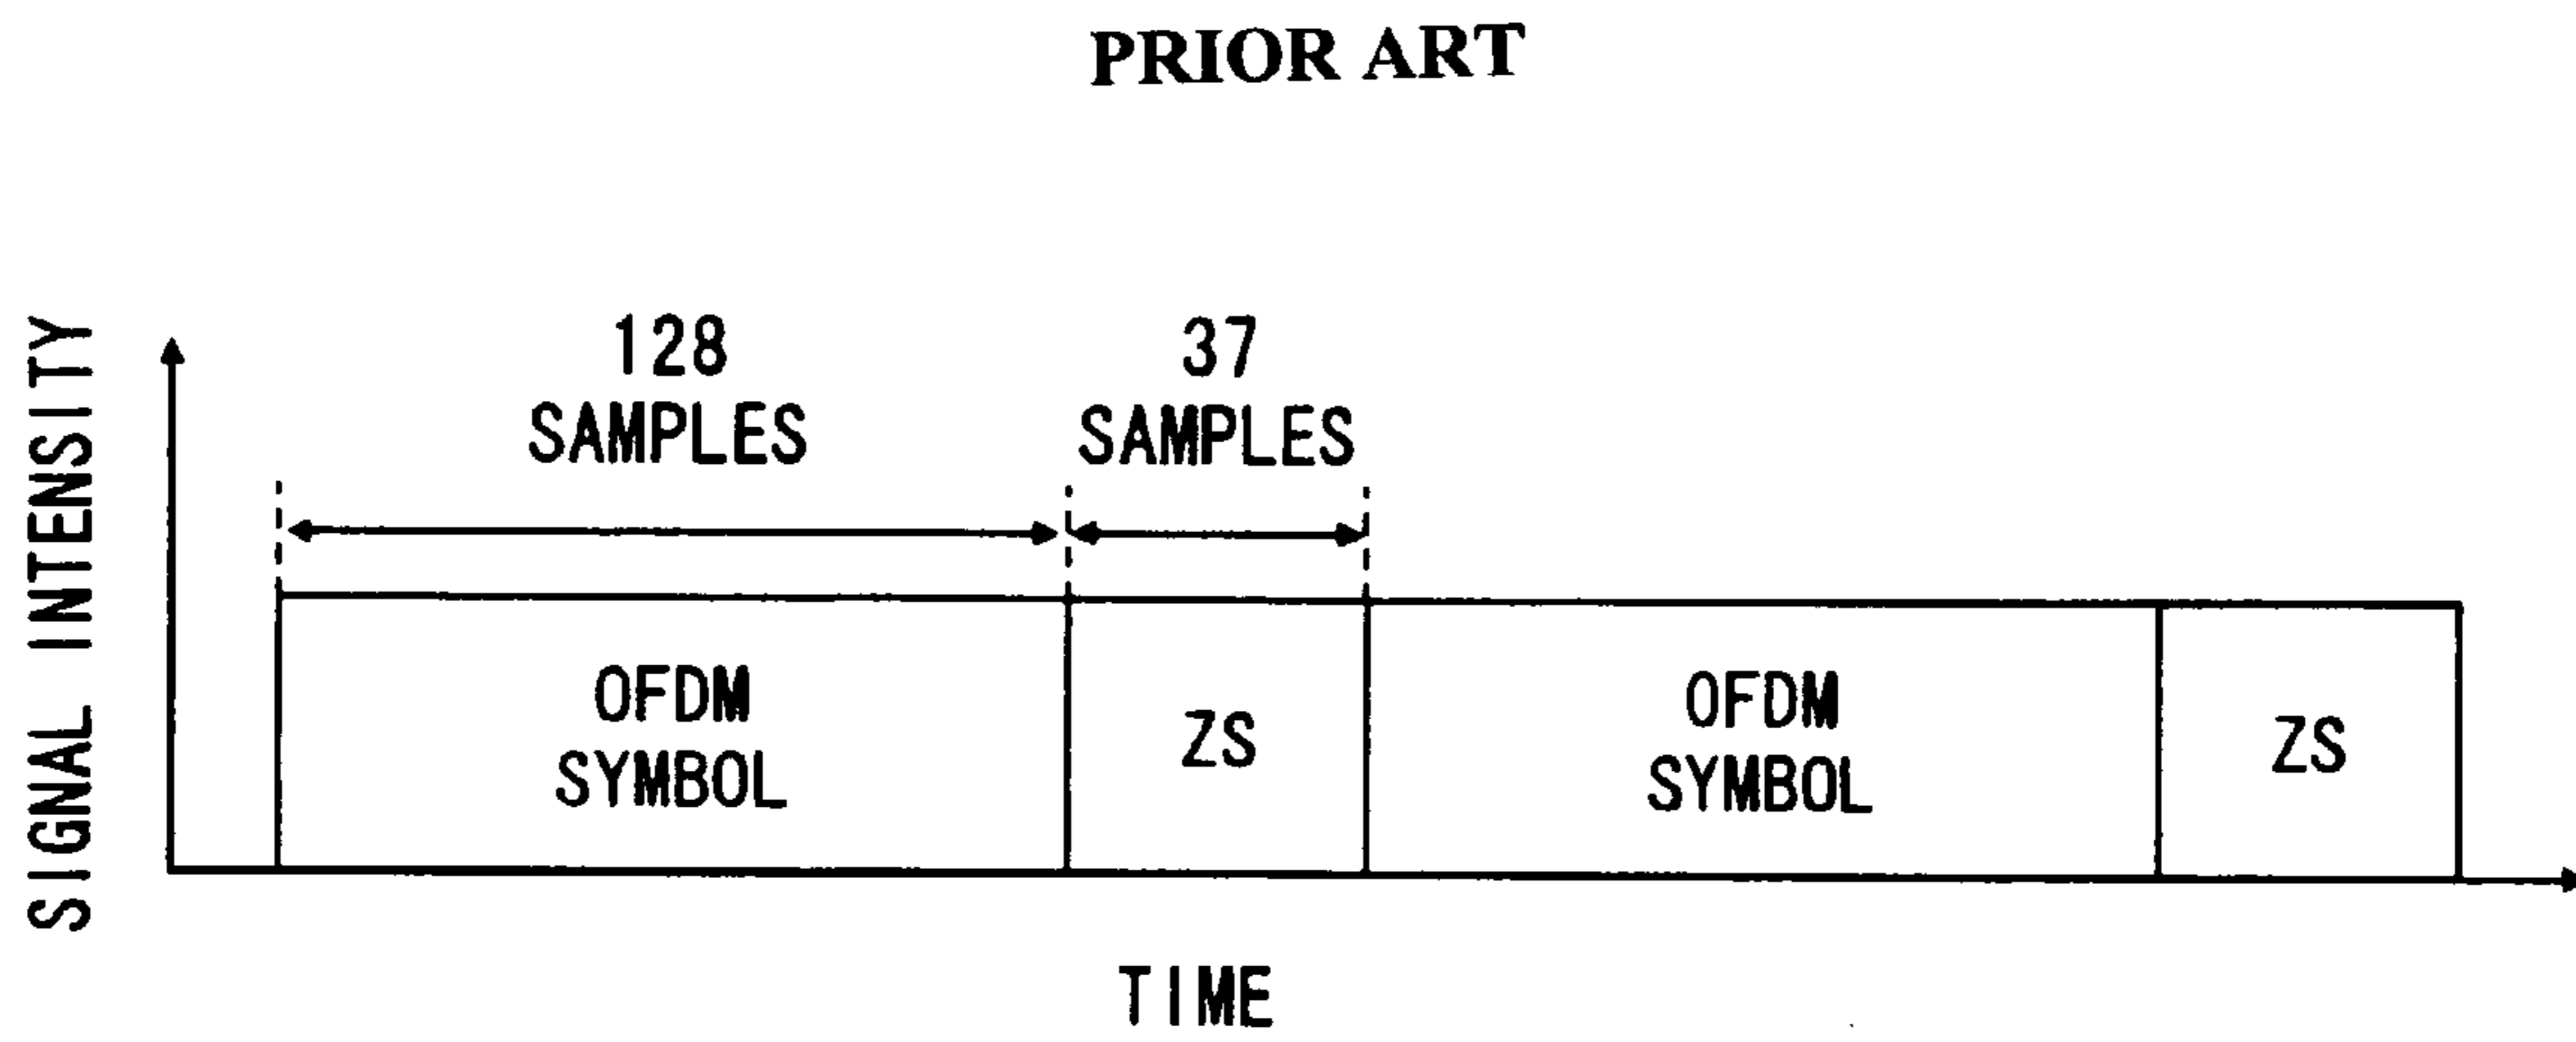 PRIOR ART
SIGNAL INTENSITY
128
SAMPLES
37
SAMPLES
OFDM
SYMBOL
ZS
OFDM
SYMBOL
ZS
TIME